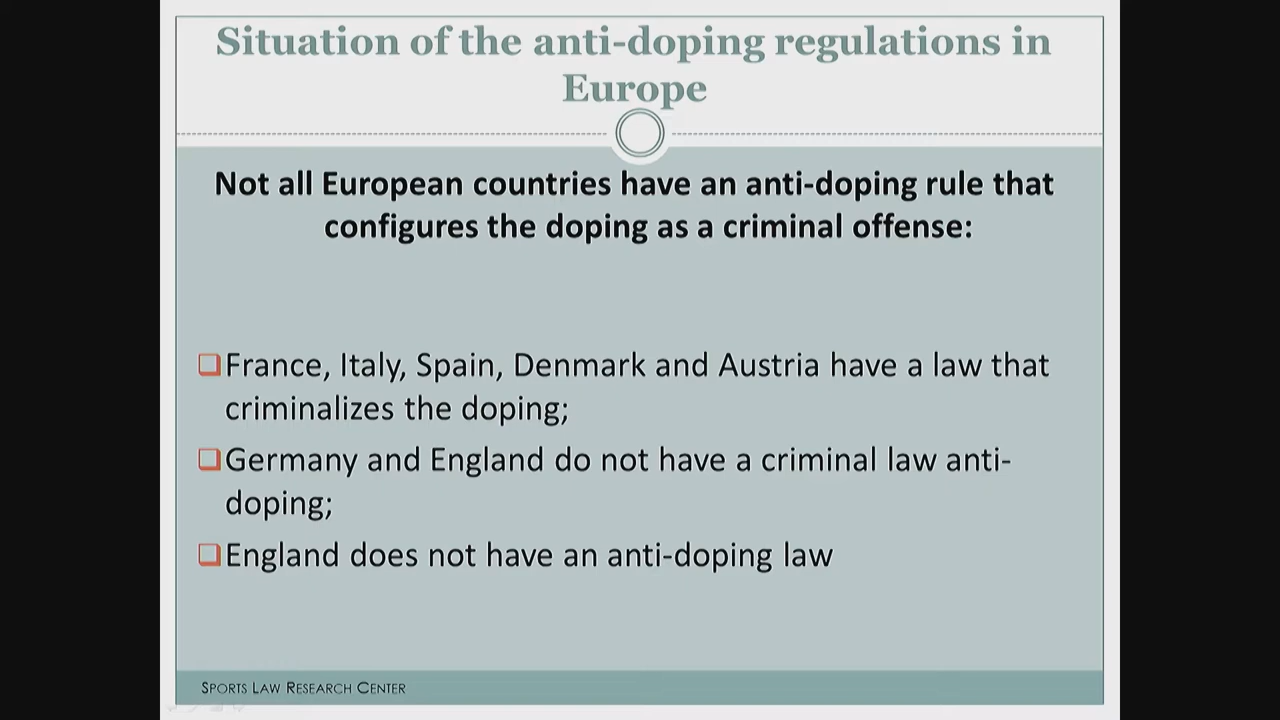 Situation of the anti-doping regulations in
Europe
Not all European countries have an anti-doping rule that
configures the doping as a criminal offense:
France, Italy, Spain, Denmark and Austria have a law that
criminalizes the doping;
Germany and England do not have a criminal law anti-
doping;
England does not have an anti-doping law
SPORTS LAW RESEARCH CENTER